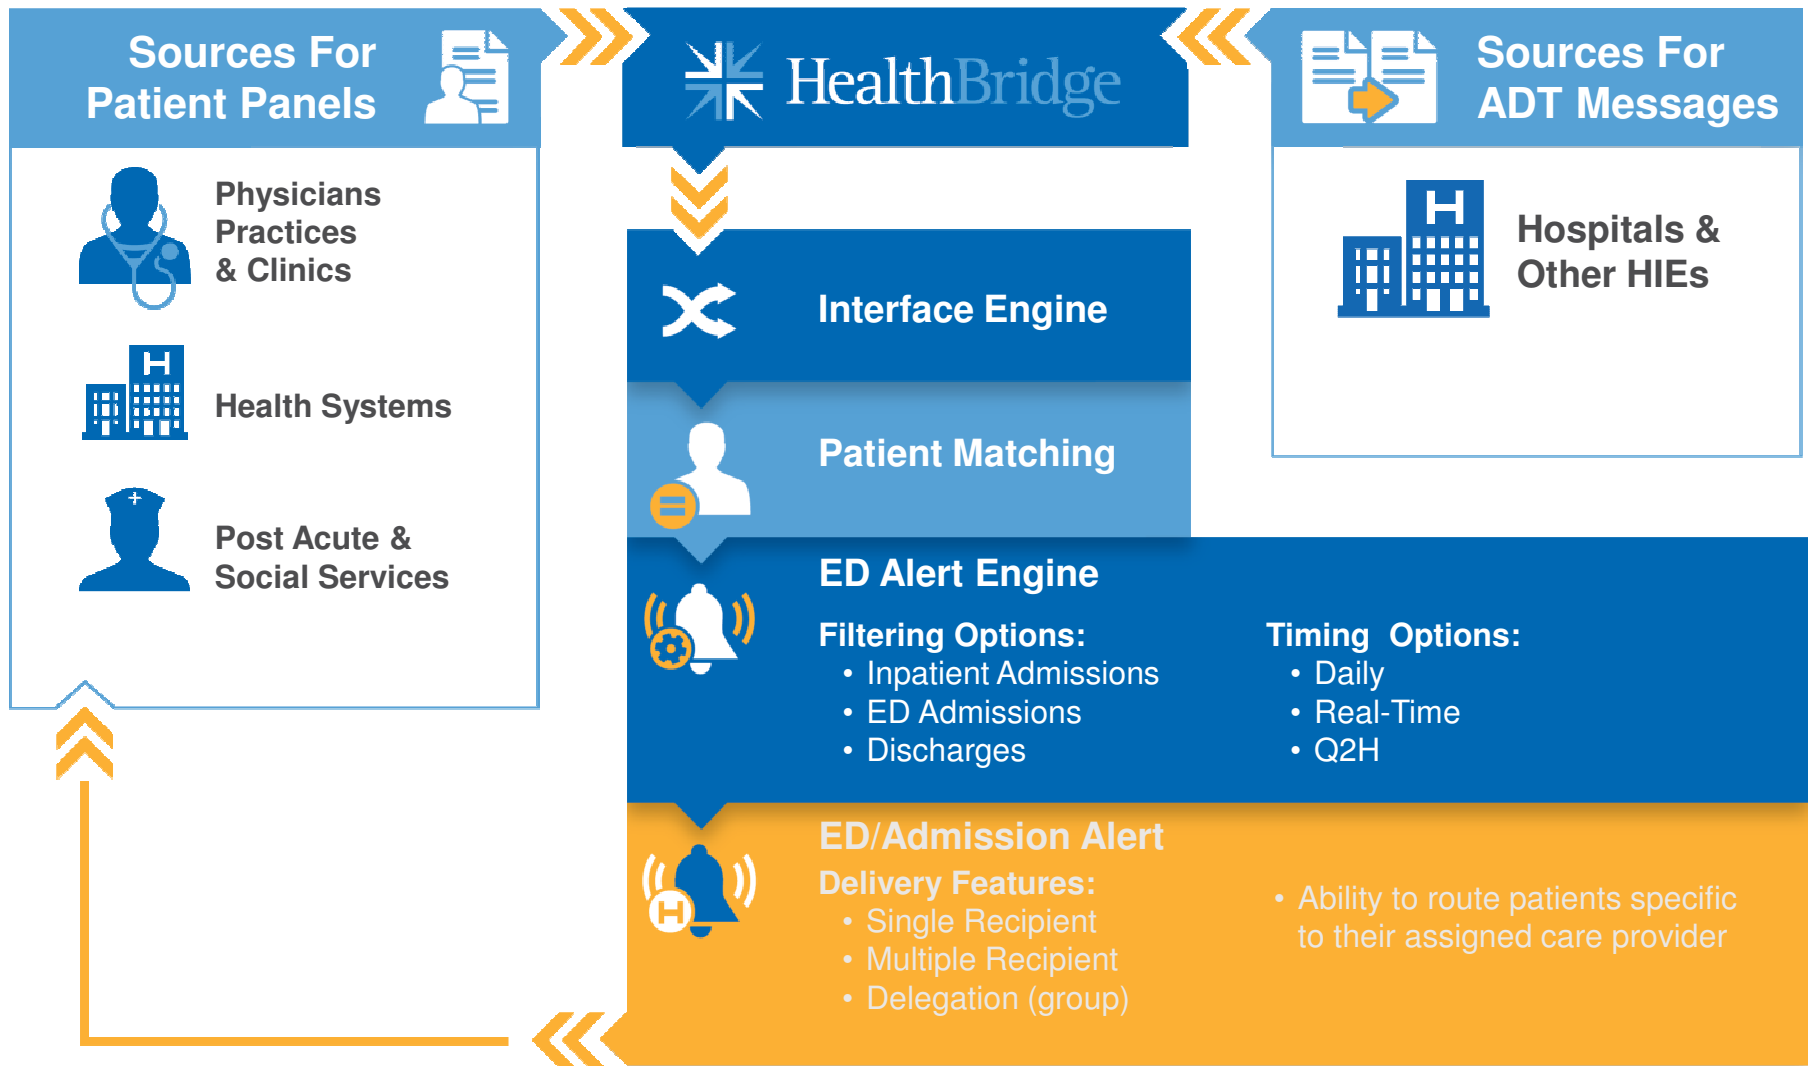 Sources For
Patient Panels
Physicians
Practices
& Clinics
H
Health Systems
Post Acute &
Social Services
HealthBridge
Sources For
ADT Messages
H
Hospitals &
Other HIEs
Interface Engine
Patient Matching
ED Alert Engine
Filtering Options:
• Inpatient Admissions
• ED Admissions
• Discharges
Timing Options:
• Daily
• Real-Time
• Q2H
ED/Admission Alert
H
Delivery Features:
• Single Recipient
• Multiple Recipient
• Delegation (group)
• Ability to route patients specific
to their assigned care provider